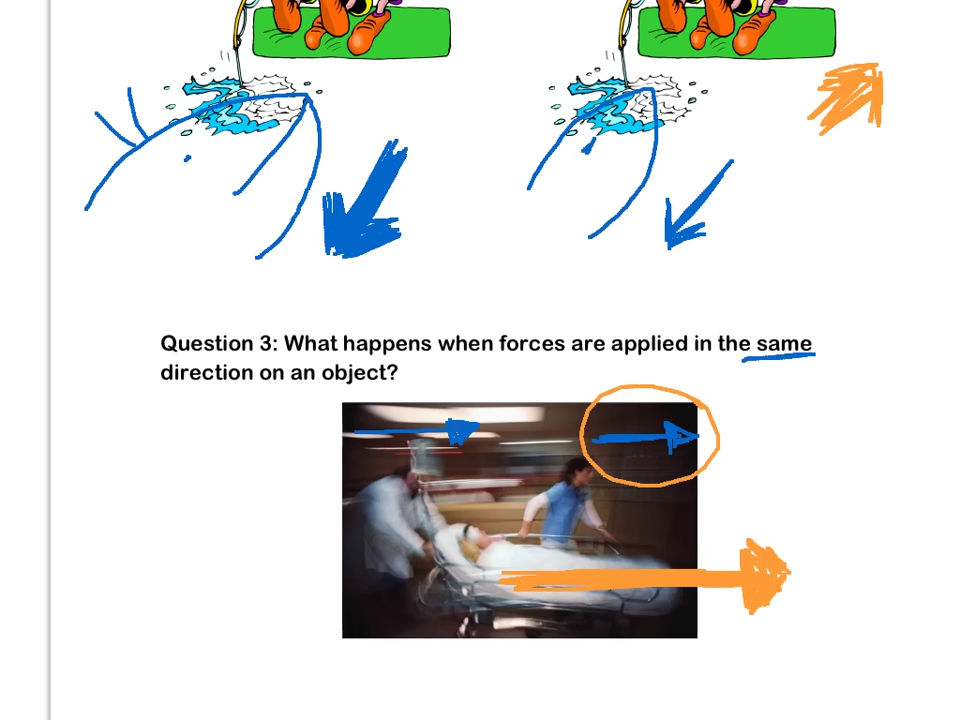 Question 3: What happens when forces are applied in the same
direction on an object?